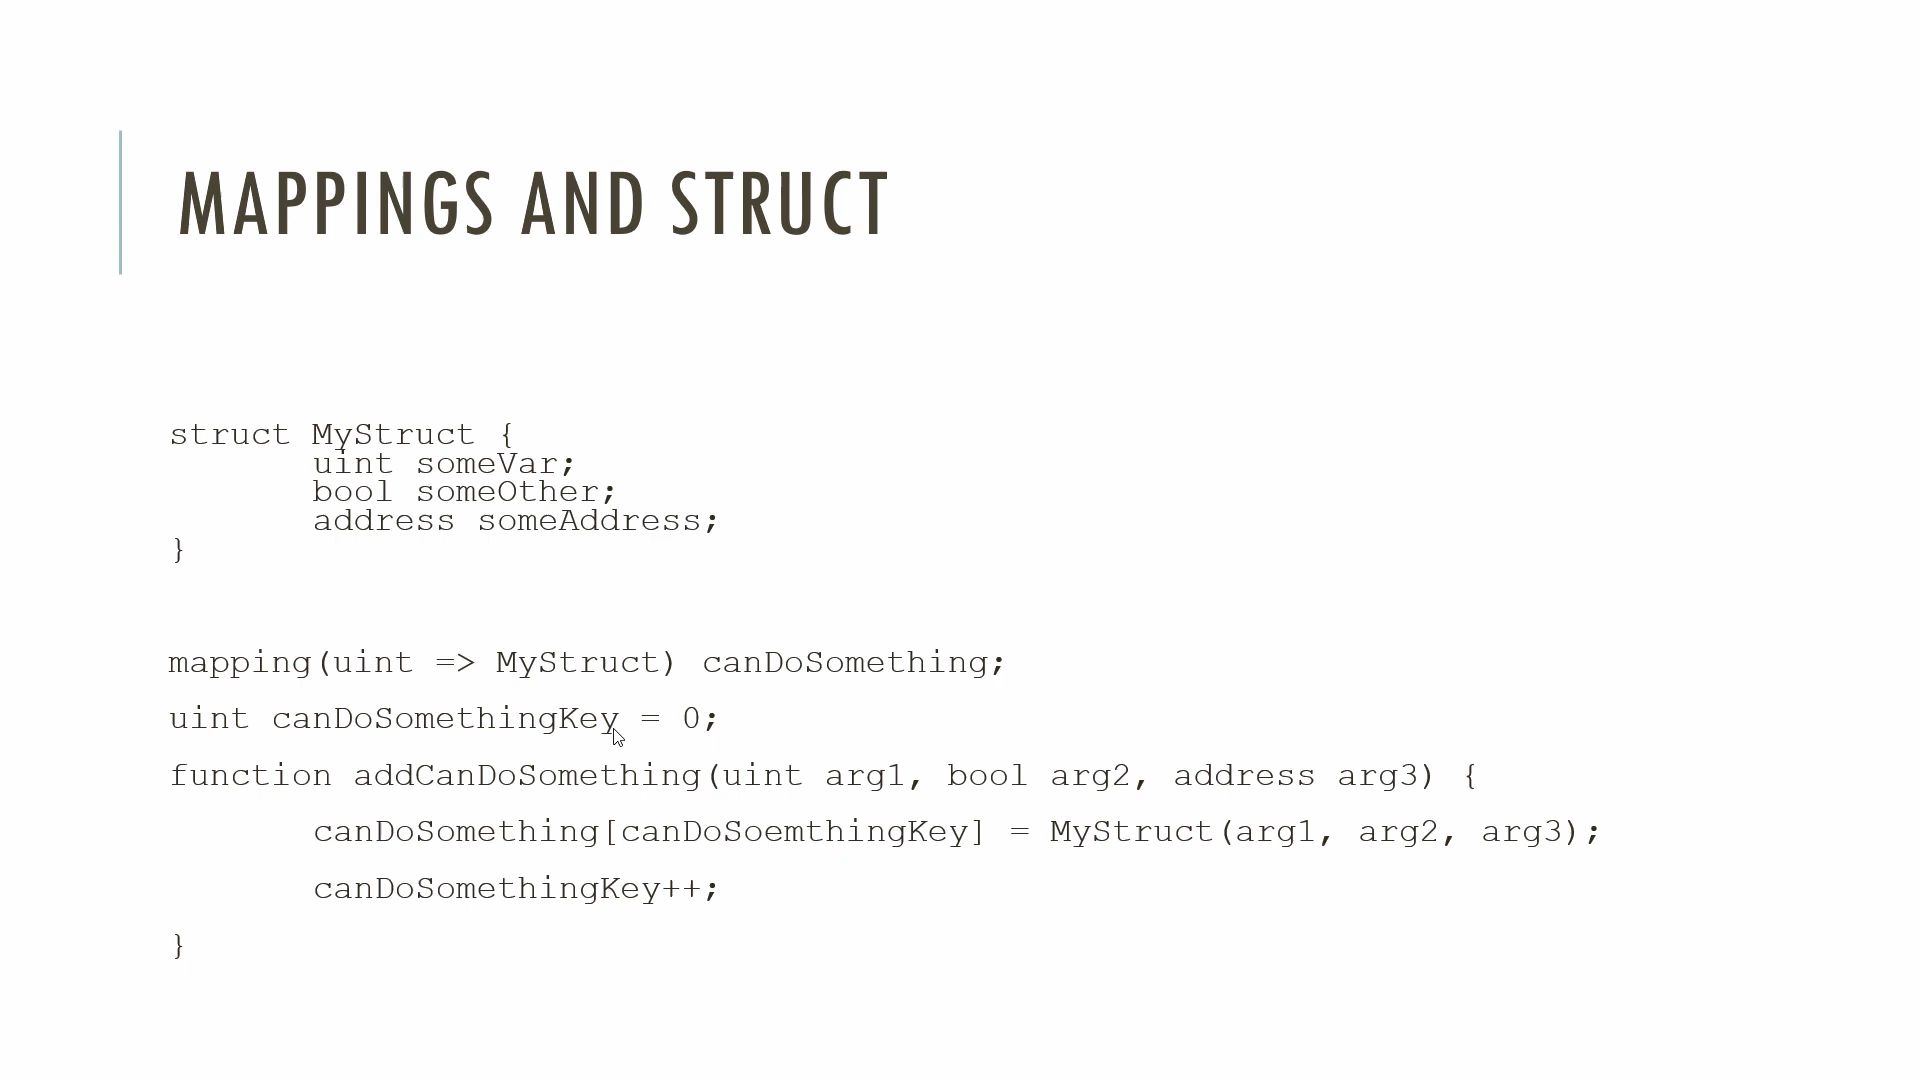 MAPPINGS AND STRUCT
struct MyStruct {
uint someVar;
bool someOther;
address someAddress;
}
mapping(uint => MyStruct) canDoSomething;
uint canDoSomethingKey = 0;
function addCanDoSomething(uint arg1, bool arg2, address arg3) {
canDoSomething[canDoSoemthingKey] = MyStruct(arg1, arg2, arg3);
canDoSomethingKey++;
}